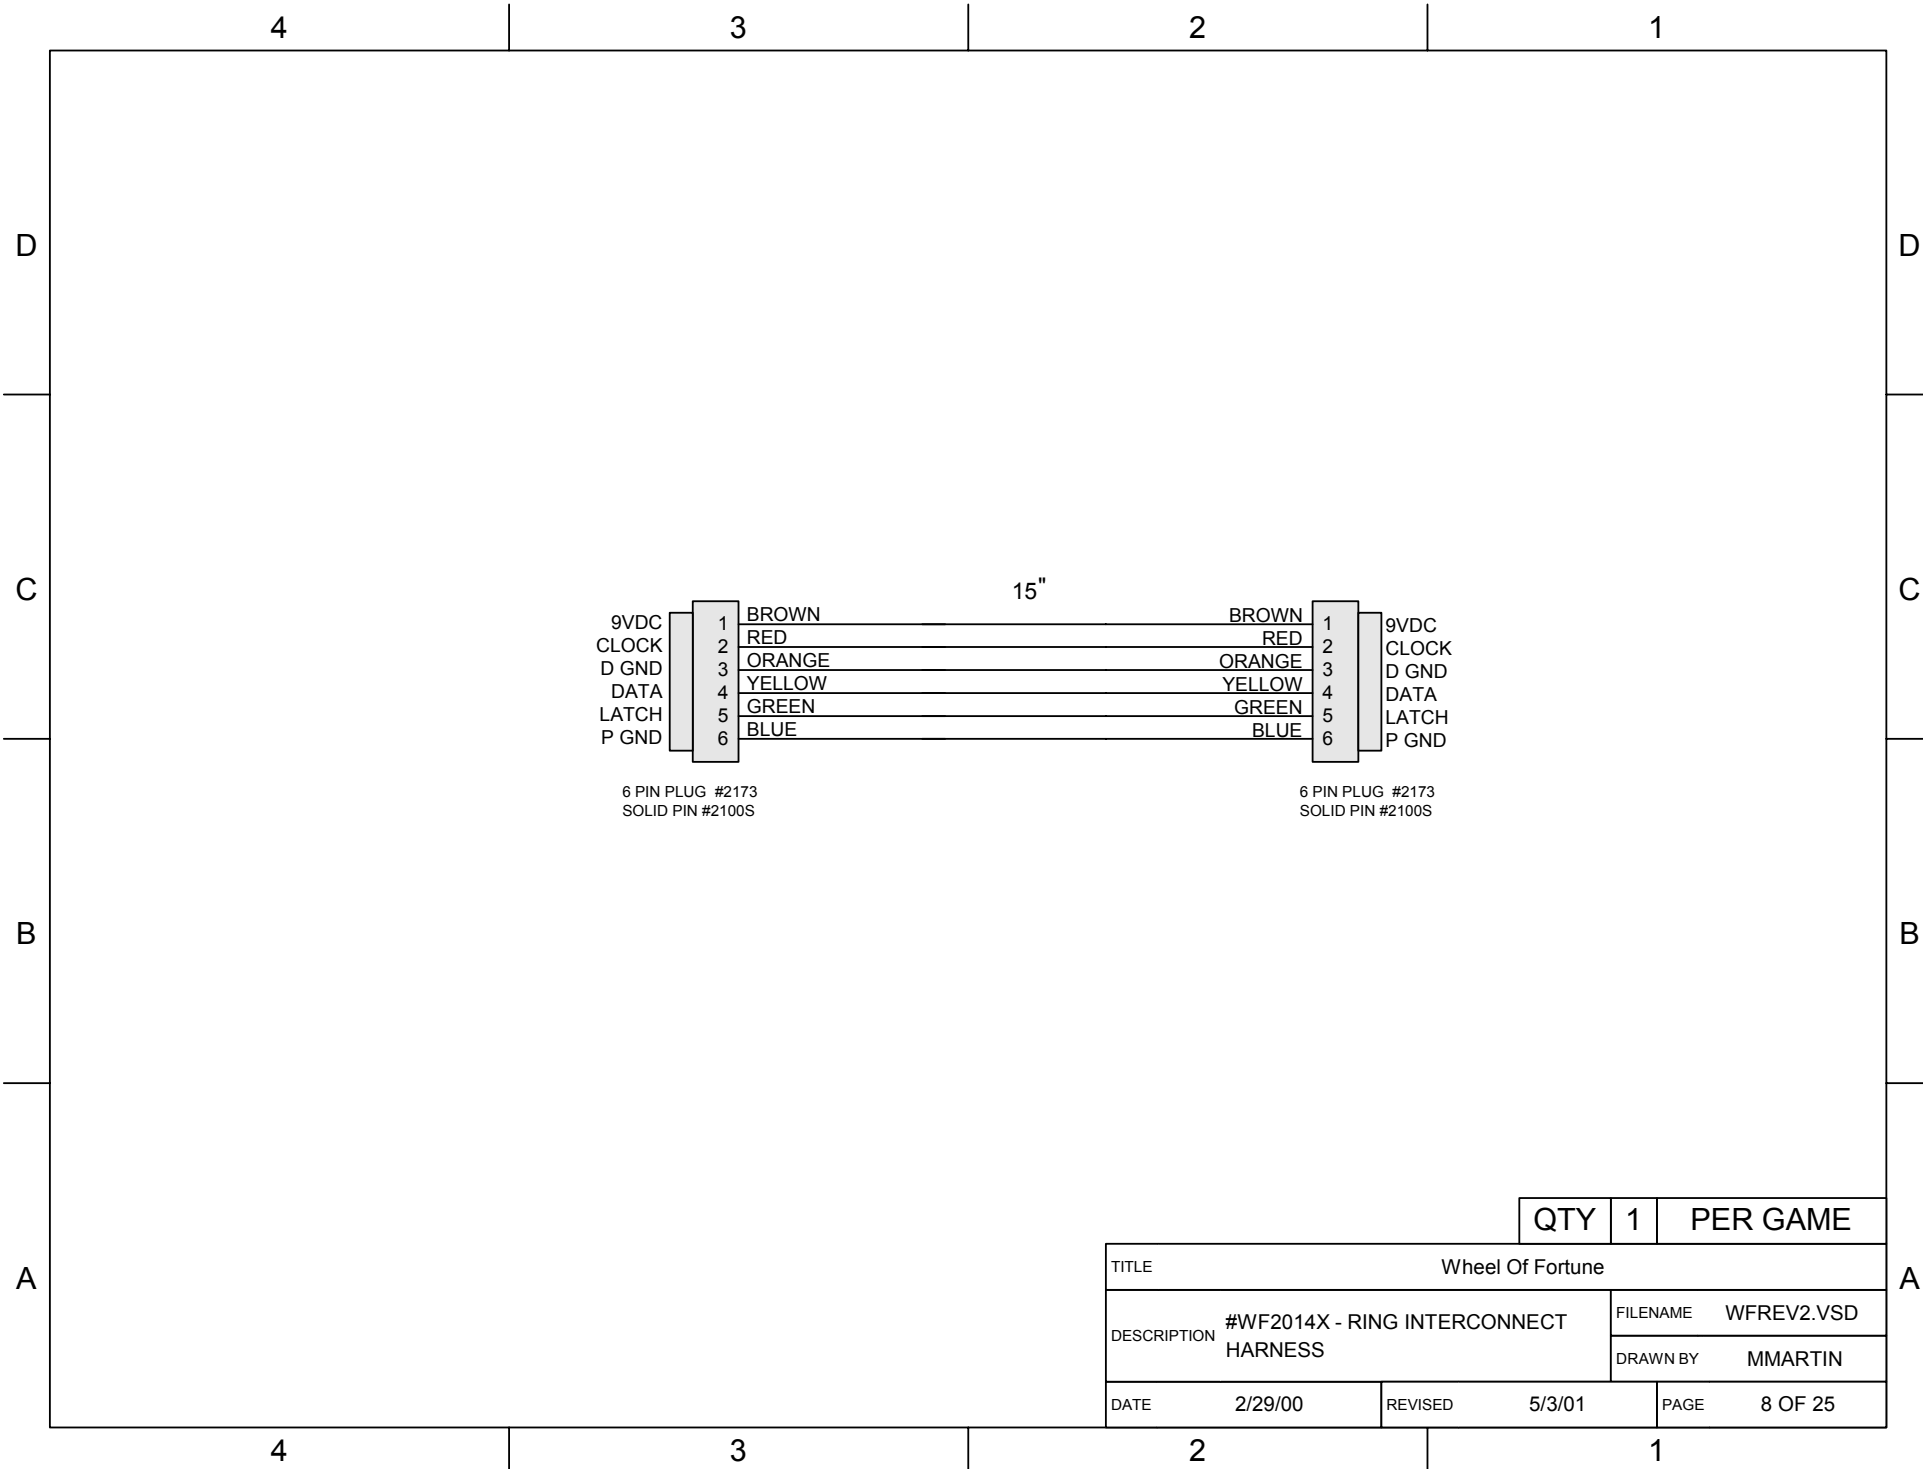 4 3 2 1
D D
15"
C C
9VDC 1 BROWN BROWN 1 9VDC
CLOCK 2 RED RED 2 CLOCK
D GND 3 ORANGE ORANGE 3 D GND
DATA 4 YELLOW YELLOW 4 DATA
LATCH 5 GREEN GREEN 5 LATCH
P GND 6 BLUE BLUE 6 P GND
6 PIN PLUG #2173 6 PIN PLUG #2173
SOLID PIN #2100S SOLID PIN #2100S
B B
QTY 1 PER GAME
TITLE Wheel Of Fortune
A A
DESCRIPTION #WF2014X - RING INTERCONNECT
HARNESS
FILENAME WFREV2.VSD
DRAWN BY MMARTIN
DATE 2/29/00 REVISED 5/3/01 PAGE 8 OF 25
4 3 2 1